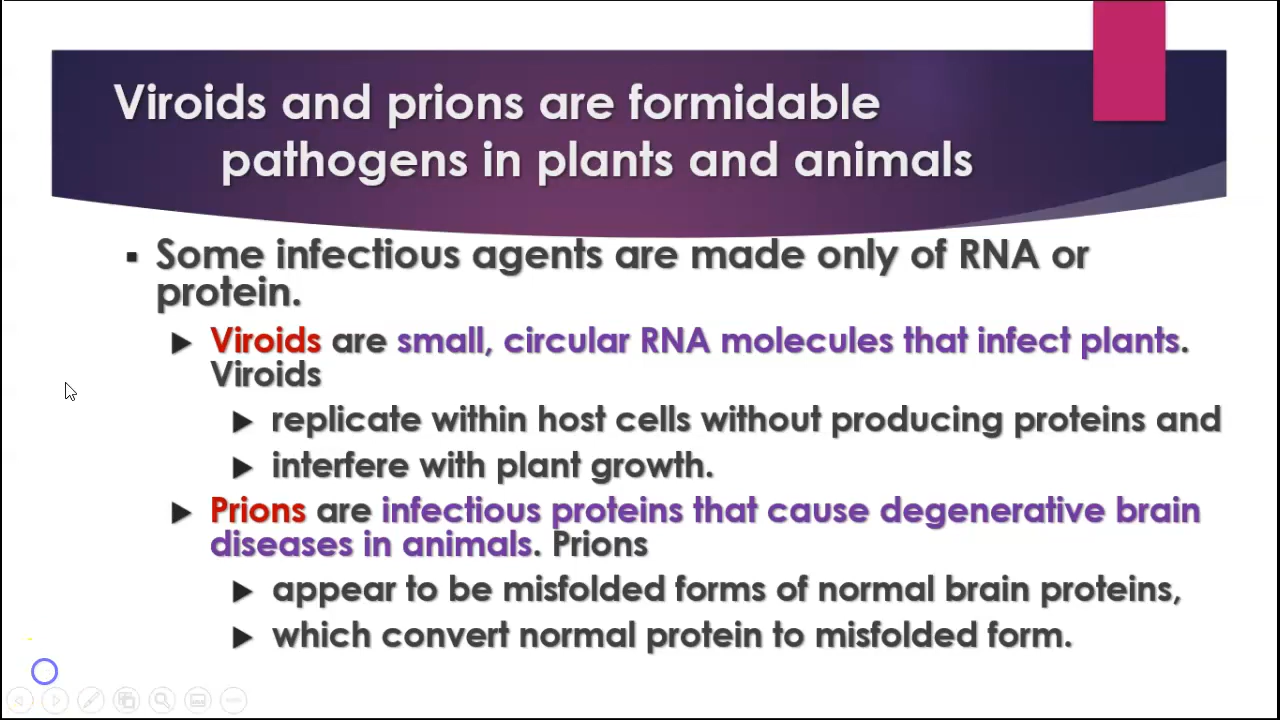 Viroids and prions are formidable
pathogens in plants and animals
▪ Some infectious agents are made only of RNA or
protein.
▶ Viroids are small, circular RNA molecules that infect plants.
Viroids
▶ replicate within host cells without producing proteins and
▶ interfere with plant growth.
▶ Prions are infectious proteins that cause degenerative brain
diseases in animals. Prions
▶ appear to be misfolded forms of normal brain proteins,
▶ which convert normal protein to misfolded form.